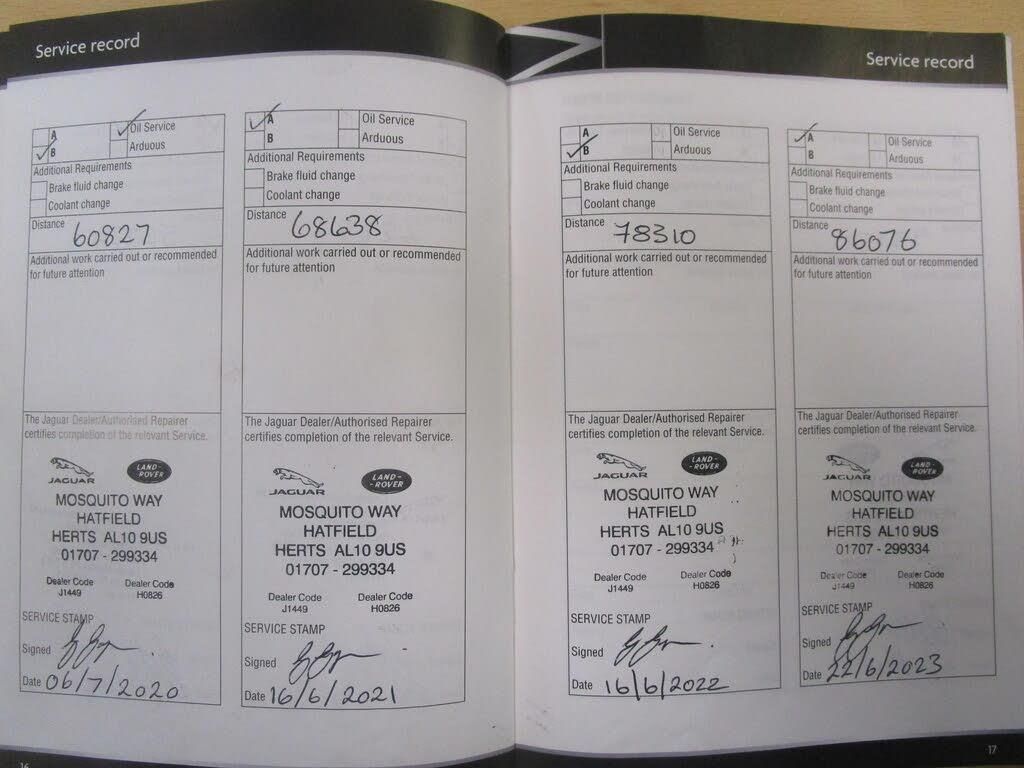 Service record
A
B
Oil Service
Arduous
Additional Requirements
Brake fluid change
Coolant change
Distance 60827
Additional work carried out or recommended
for future attention
The Jaguar Dealer/Authorised Repairer
certifies completion of the relevant Service.
JAGUAR
LAND-
-ROVER
MOSQUITO WAY
HATFIELD
HERTS AL10 9US
01707 - 299334
Dealer Code Dealer Code
J1449 H0826
SERVICE STAMP
Signed
Date 06/7/2020
A
B
Oil Service
Arduous
Additional Requirements
Brake fluid change
Coolant change
Distance 68638
Additional work carried out or recommended
for future attention
The Jaguar Dealer/Authorised Repairer
certifies completion of the relevant Service.
JAGUAR
LAND-
-ROVER
MOSQUITO WAY
HATFIELD
HERTS AL10 9US
01707 - 299334
Dealer Code Dealer Code
J1449 H0826
SERVICE STAMP
Signed
Date 16/6/2021
16
Service record
A
B
Oil Service
Arduous
Additional Requirements
Brake fluid change
Coolant change
Distance 78310
Additional work carried out or recommended
for future attention
The Jaguar Dealer/Authorised Repairer
certifies completion of the relevant Service.
JAGUAR
LAND-
-ROVER
MOSQUITO WAY
HATFIELD
HERTS AL10 9US
01707 - 299334
Dealer Code Dealer Code
J1449 H0826
SERVICE STAMP
Signed
Date 16/6/2022
A
B
Oil Service
Arduous
Additional Requirements
Brake fluid change
Coolant change
Distance 86076
Additional work carried out or recommended
for future attention
The Jaguar Dealer/Authorised Repairer
certifies completion of the relevant Service.
JAGUAR
LAND-
-ROVER
MOSQUITO WAY
HATFIELD
HERTS AL10 9US
01707 - 299334
Dealer Code Dealer Code
J1449 H0826
SERVICE STAMP
Signed
Date 22/6/2023
17